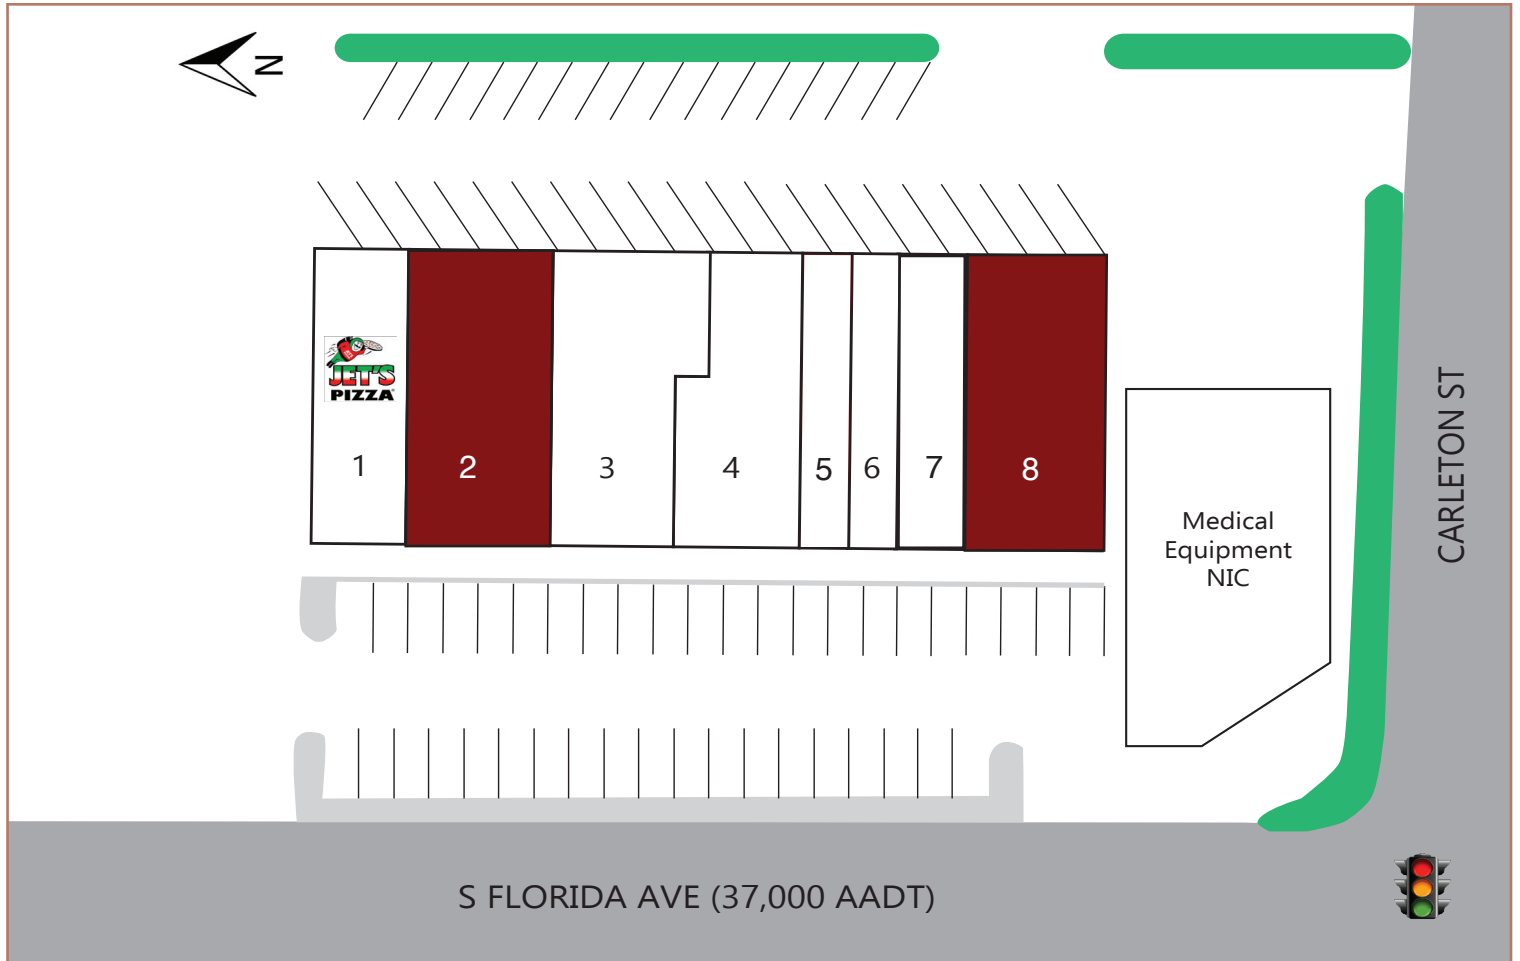 N
JET'S
PIZZA
1
2
3
4
5
6
7
8
Medical
Equipment
NIC
CARLETON ST
S FLORIDA AVE (37,000 AADT)